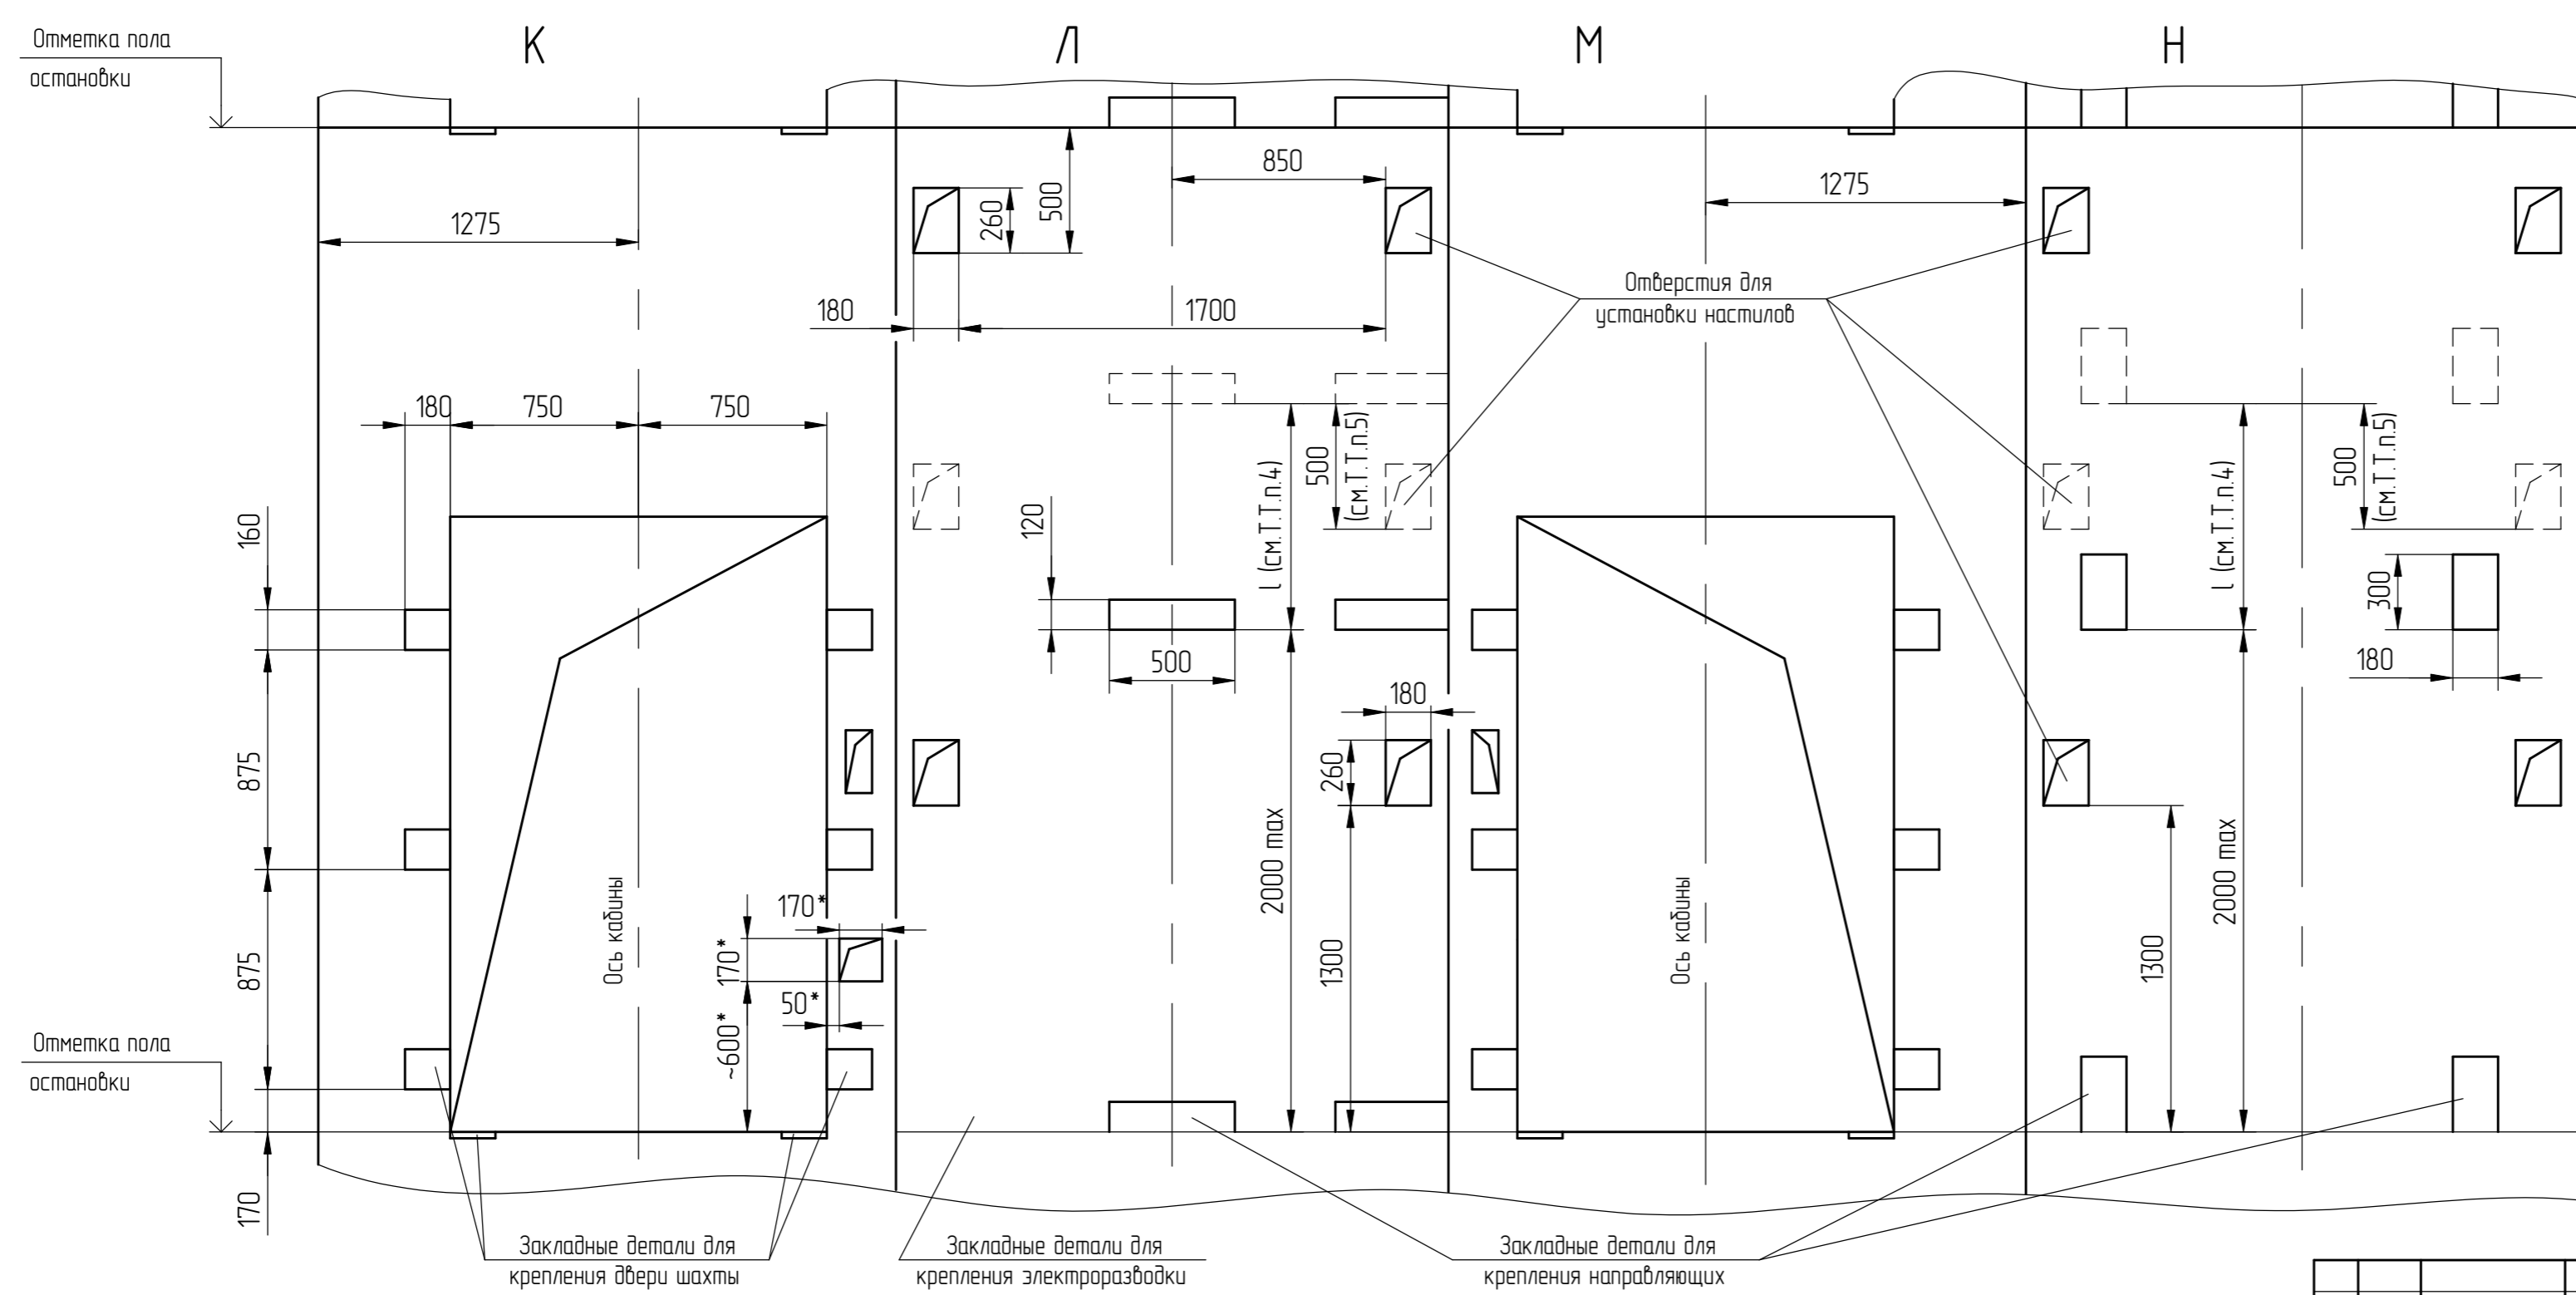 К
Л
М
Н
Отметка пола
остановки
1275
260
500
850
1275
180
1700
Отверстия для
установки настилов
180
750
750
160
120
500
l (см.Т.Т.п.4)
500
(см.Т.Т.п.5)
l (см.Т.Т.п.4)
500
(см.Т.Т.п.5)
300
180
180
260
875
875
170
Ось кабины
170*
170*
50*
~600*
2000 max
1300
Ось кабины
1300
2000 max
Отметка пола
остановки
Закладные детали для
крепления двери шахты
Закладные детали для
крепления электроразводки
Закладные детали для
крепления направляющих